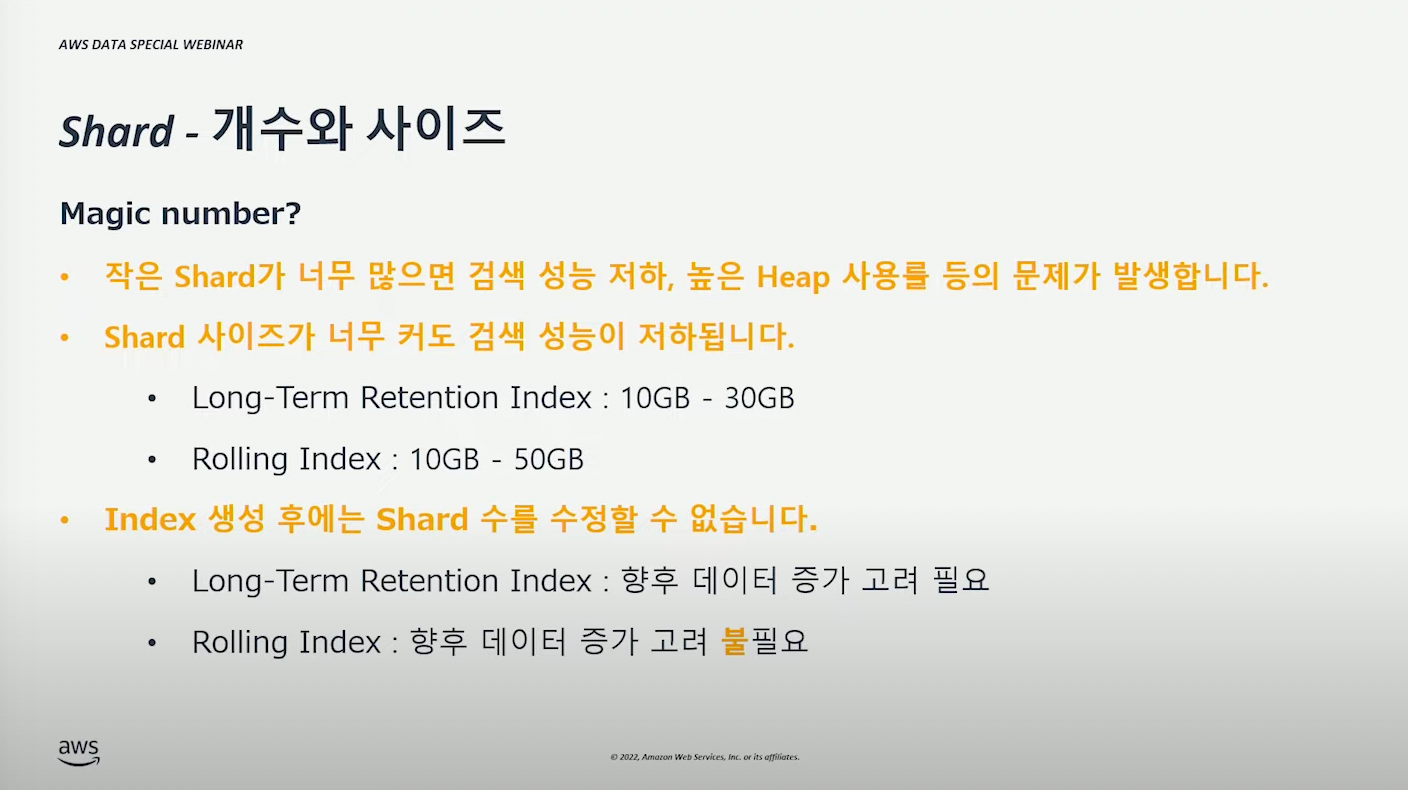 AWS DATA SPECIAL WEBINAR
Shard - 개수와 사이즈
Magic number?
• 작은 Shard가 너무 많으면 검색 성능 저하, 높은 Heap 사용률 등의 문제가 발생합니다.
• Shard 사이즈가 너무 커도 검색 성능이 저하됩니다.
• Long-Term Retention Index : 10GB - 30GB
• Rolling Index : 10GB - 50GB
• Index 생성 후에는 Shard 수를 수정할 수 없습니다.
• Long-Term Retention Index : 향후 데이터 증가 고려 필요
• Rolling Index : 향후 데이터 증가 고려 불필요
aws
© 2022, Amazon Web Services, Inc. or its affiliates.